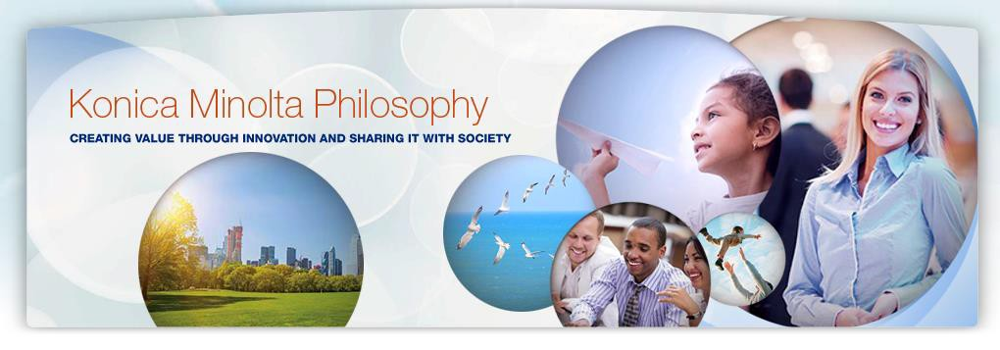 Konica Minolta Philosophy
CREATING VALUE THROUGH INNOVATION AND SHARING IT WITH SOCIETY